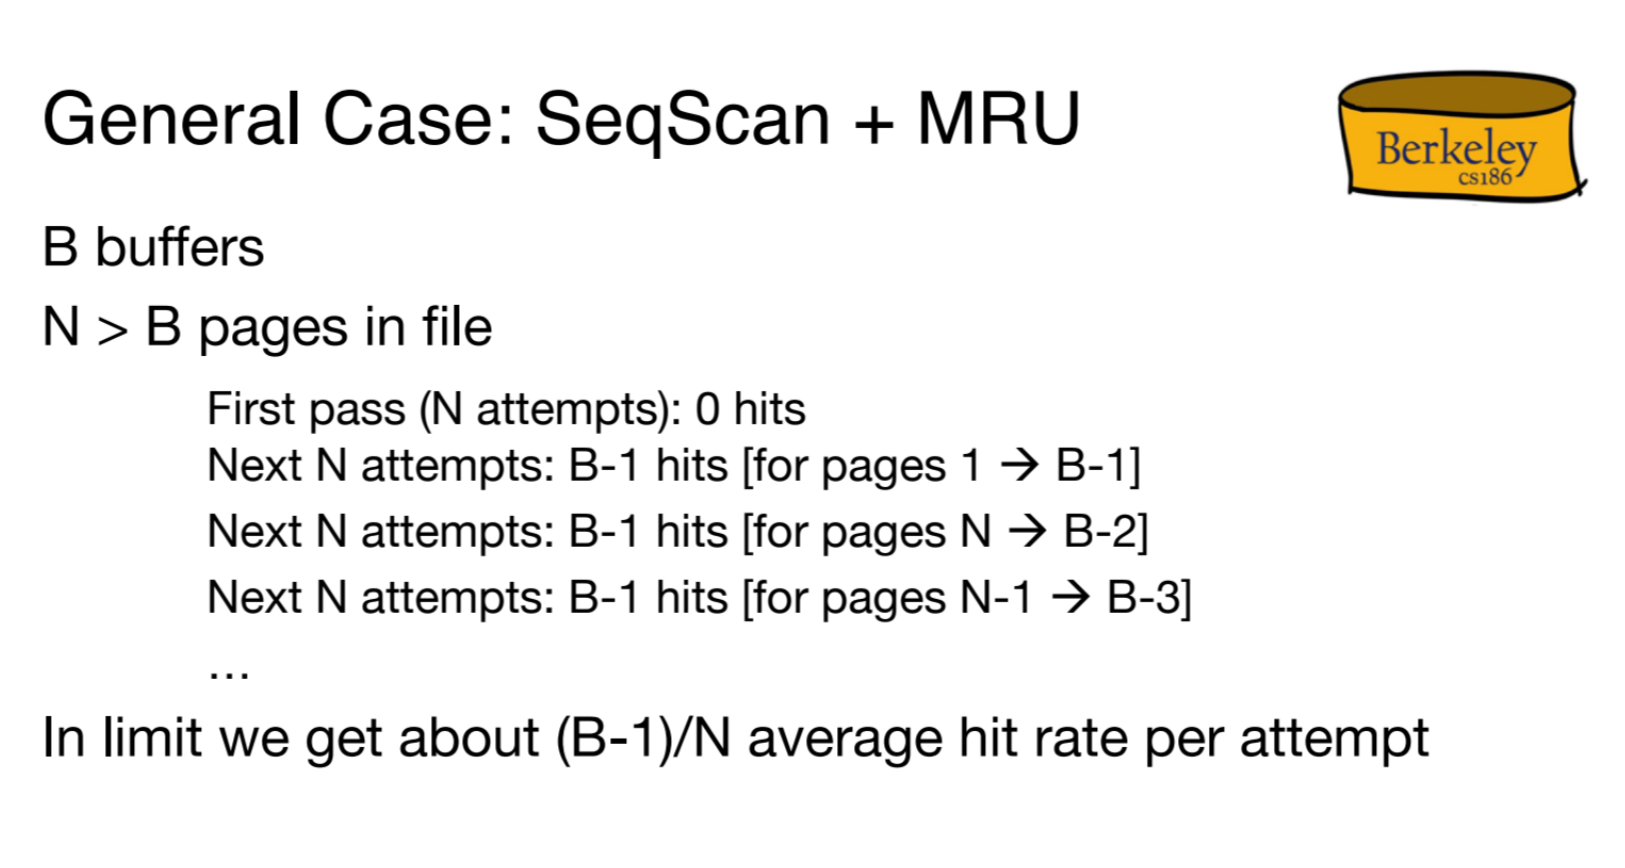 General Case: SeqScan + MRU
Berkeley
cs186
B buffers
N > B pages in file
First pass (N attempts): 0 hits
Next N attempts: B-1 hits [for pages 1 → B-1]
Next N attempts: B-1 hits [for pages N → B-2]
Next N attempts: B-1 hits [for pages N-1 → B-3]
...
In limit we get about (B-1)/N average hit rate per attempt